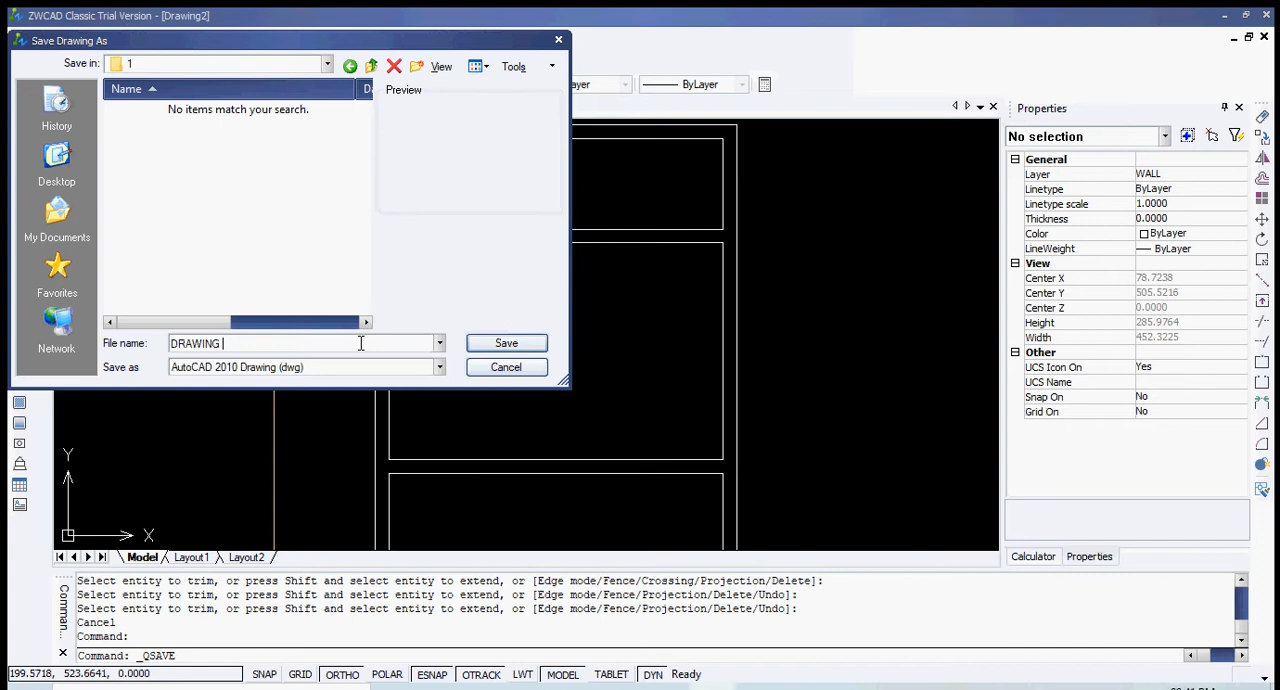 ZWCAD Classic Trial Version - [Drawing2]
Save Drawing As
Save in: 1
View
Tools
Name
No items match your search.
Preview
History
Desktop
My Documents
Favorites
Network
File name: DRAWING
Save
Save as AutoCAD 2010 Drawing (dwg)
Cancel
ByLayer
Properties
No selection
General
Layer WALL
Linetype ByLayer
Linetype scale 1.0000
Thickness 0.0000
Color ByLayer
LineWeight ByLayer
View
Center X 78.7238
Center Y 505.5216
Center Z 0.0000
Height 285.9764
Width 452.3225
Other
UCS Icon On Yes
UCS Name
Snap On No
Grid On No
Calculator Properties
Y
X
Model Layout1 Layout2
Comman...
Select entity to trim, or press Shift and select entity to extend, or [Edge mode/Fence/Crossing/Projection/Delete]:
Select entity to trim, or press Shift and select entity to extend, or [Edge mode/Fence/Projection/Delete/Undo]:
Select entity to trim, or press Shift and select entity to extend, or [Edge mode/Fence/Projection/Delete/Undo]:
Cancel
Command:
Command: _QSAVE
199.5718, 523.6641, 0.0000 SNAP GRID ORTHO POLAR ESNAP OTRACK LWT MODEL TABLET DYN Ready